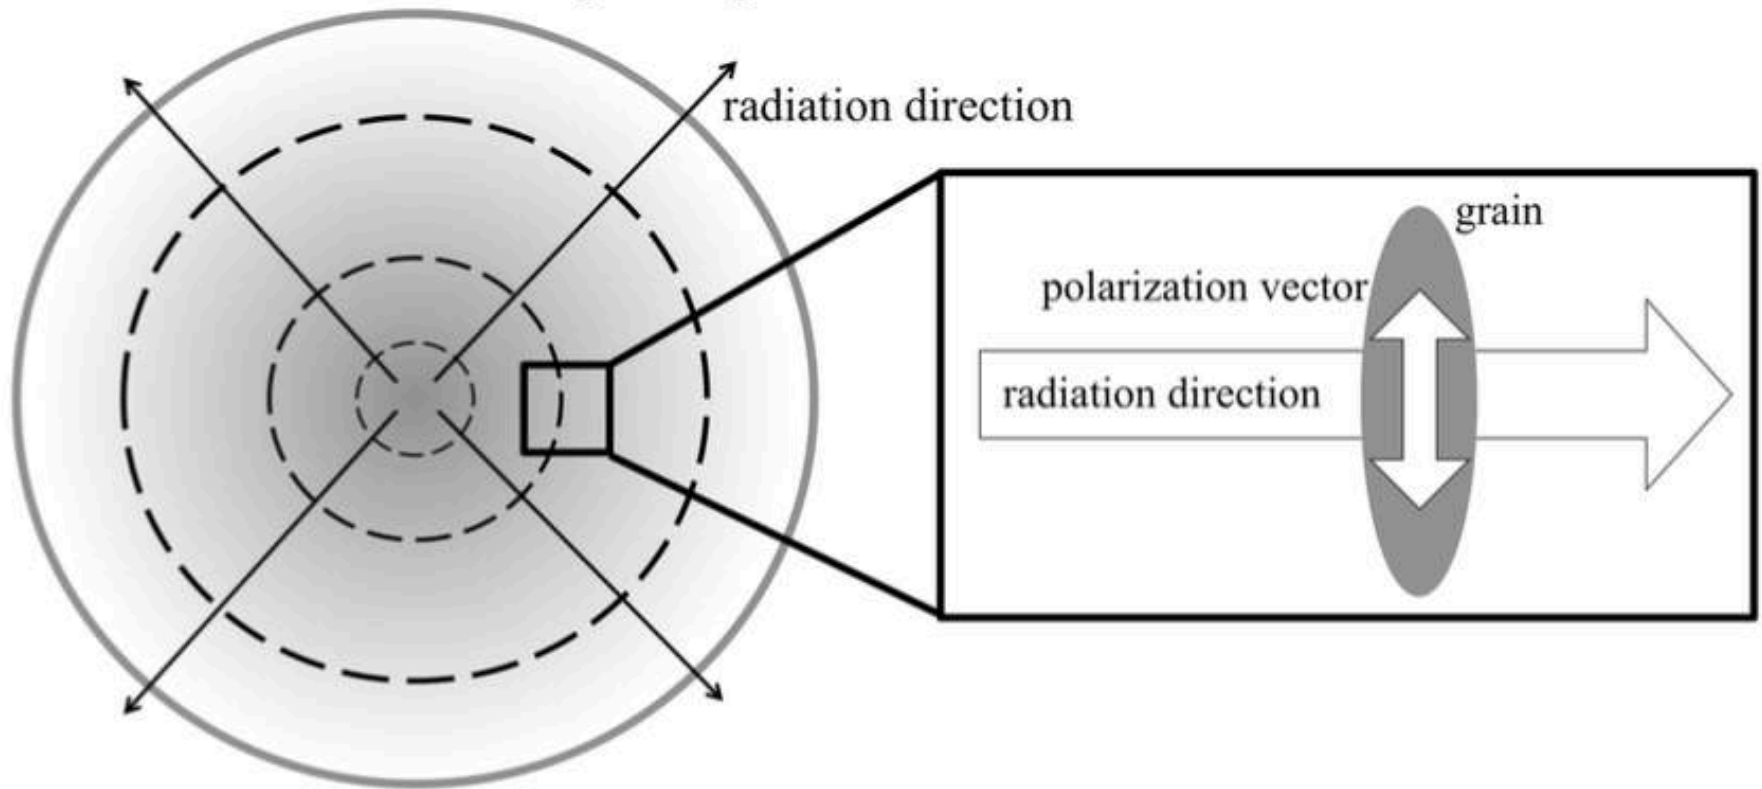 radiation direction
grain
polarization vector
radiation direction